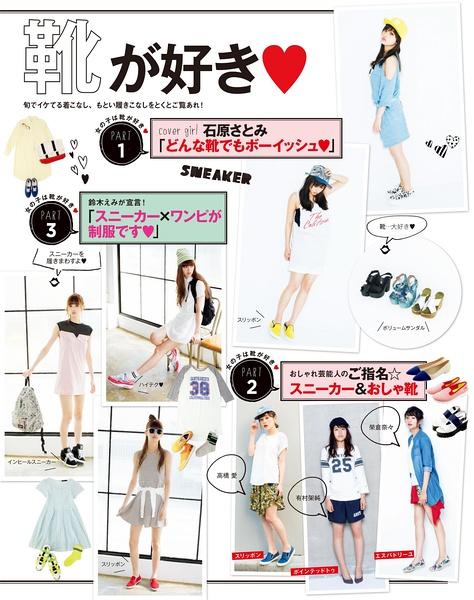 靴が好き♥
旬でイケてる着こなし、もとい履きこなしをとくとご覧あれ!
女の子は靴が好き♥
PART
1
cover girl 石原さとみ
「どんな靴でもボーイッシュ♥」
SNEAKER
女の子は靴が好き♥
PART
3
鈴木えみが宣言!
「スニーカー×ワンピが
制服です♥」
スニーカーを
履きまわすよ♥
靴…大好き♥
スリッポン
ボリュームサンダル
ハイテク♥
38
女の子は靴が好き♥
PART
2
おしゃれ芸能人のご指名☆
スニーカー&おしゃ靴
インヒールスニーカー
スリッポン
高橋 愛
スリッポン
有村架純
25
ポインテッドトゥ
榮倉奈々
エスパドリーユ